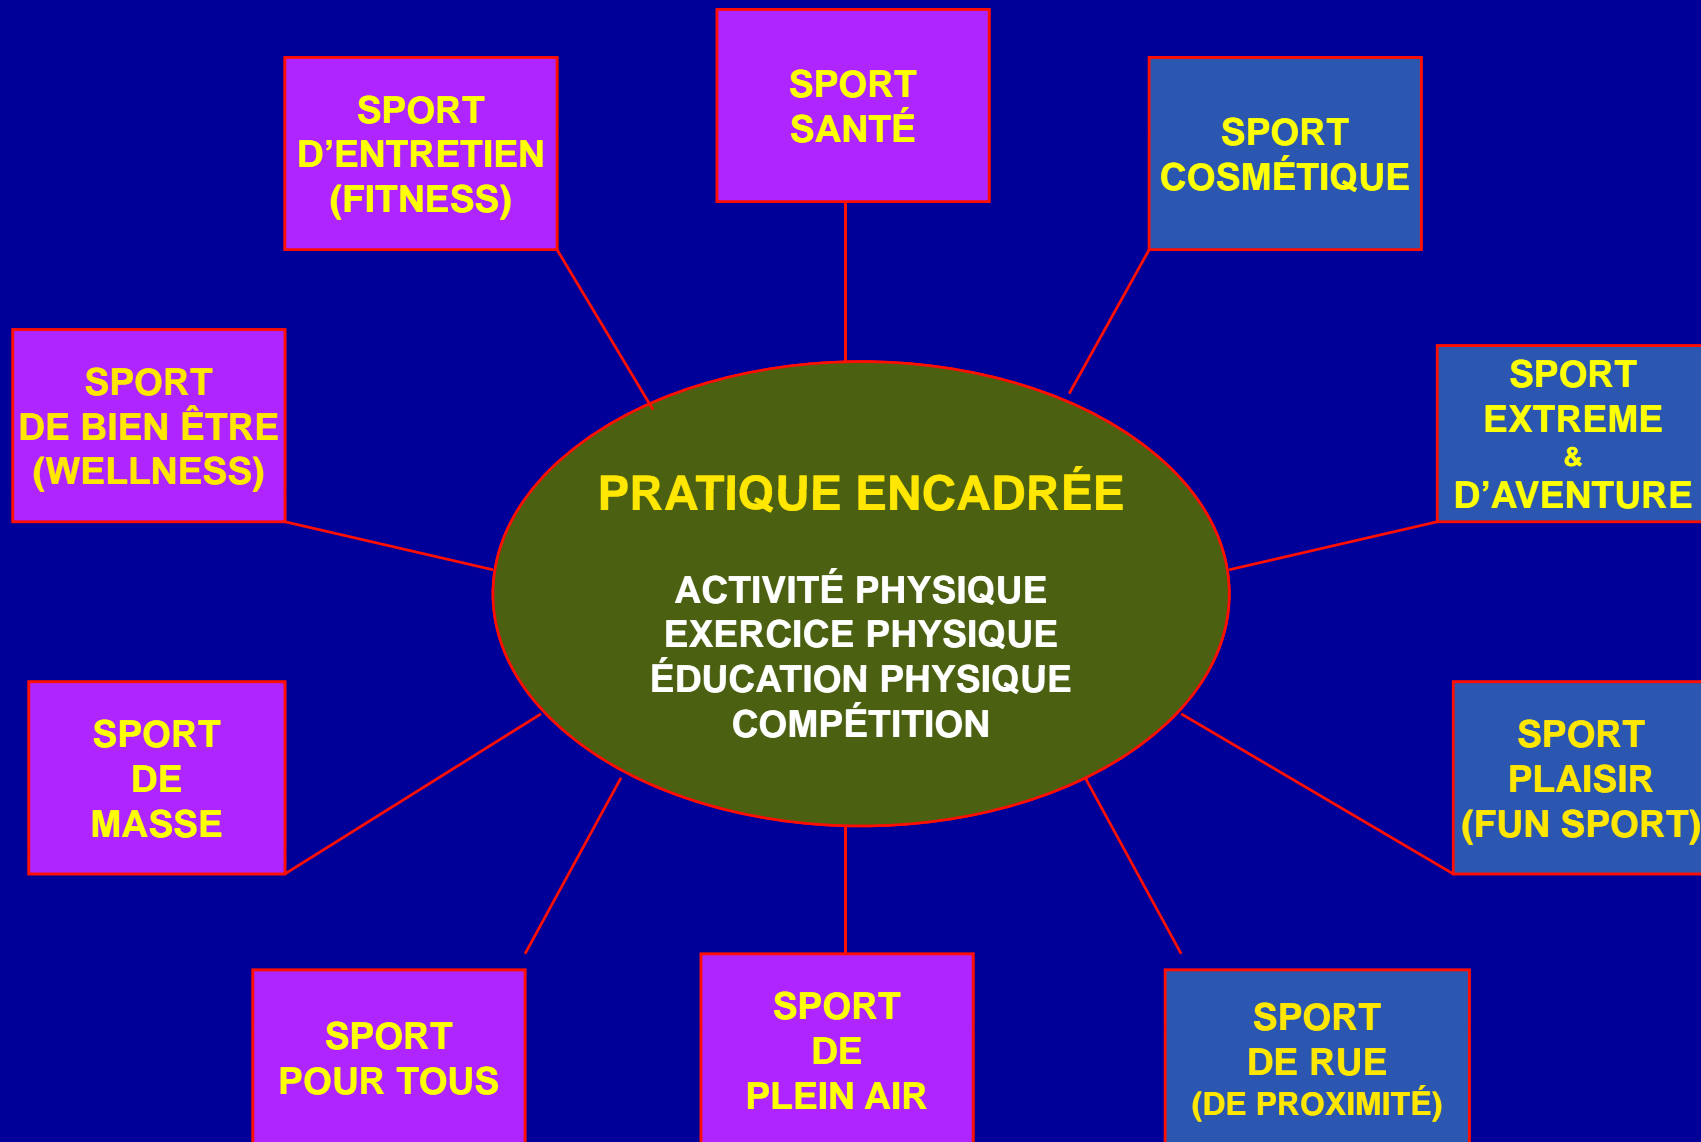 SPORT
SANTÉ
SPORT
D’ENTRETIEN
(FITNESS)
SPORT
COSMÉTIQUE
SPORT
DE BIEN ÊTRE
(WELLNESS)
SPORT
EXTREME
&
D’AVENTURE
PRATIQUE ENCADRÉE
ACTIVITÉ PHYSIQUE
EXERCICE PHYSIQUE
ÉDUCATION PHYSIQUE
COMPÉTITION
SPORT
DE
MASSE
SPORT
PLAISIR
(FUN SPORT)
SPORT
POUR TOUS
SPORT
DE
PLEIN AIR
SPORT
DE RUE
(DE PROXIMITÉ)